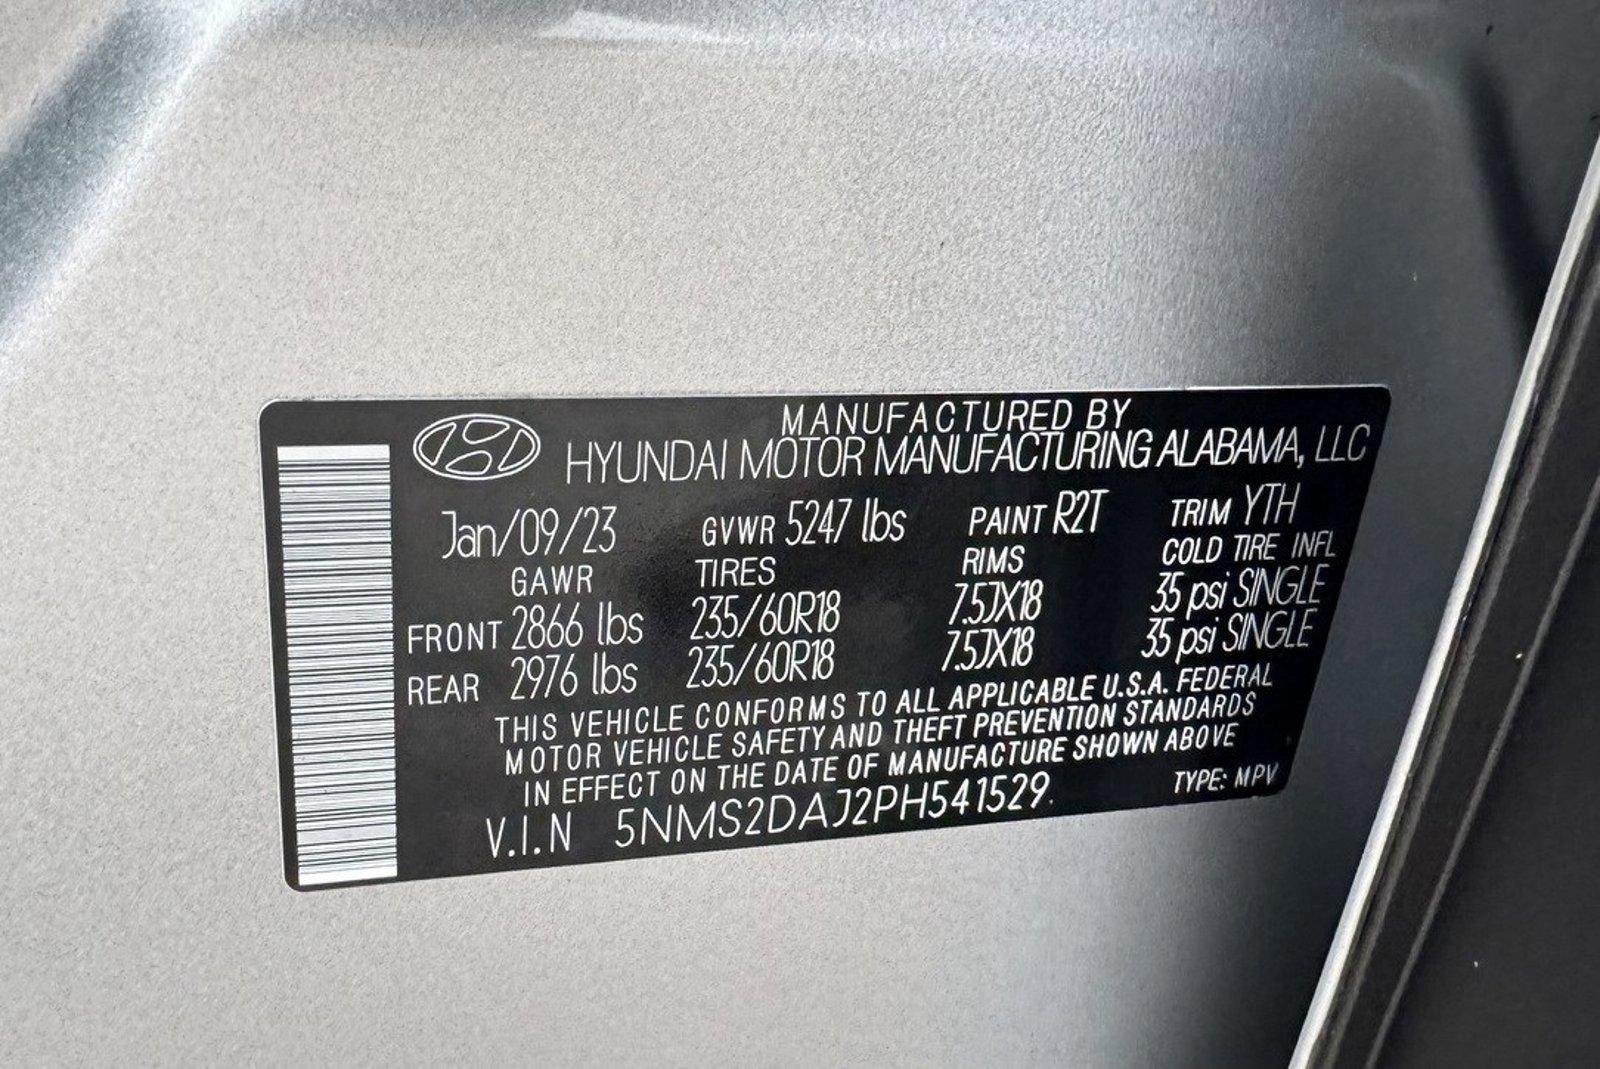 MANUFACTURED BY
HYUNDAI MOTOR MANUFACTURING ALABAMA, LLC
Jan/09/23 GVWR 5247 lbs PAINT R2T TRIM YTH
GAWR TIRES RIMS COLD TIRE INFL
FRONT 2866 lbs 235/60R18 7.5JX18 35 psi SINGLE
REAR 2976 lbs 235/60R18 7.5JX18 35 psi SINGLE
THIS VEHICLE CONFORMS TO ALL APPLICABLE U.S.A. FEDERAL
MOTOR VEHICLE SAFETY AND THEFT PREVENTION STANDARDS
IN EFFECT ON THE DATE OF MANUFACTURE SHOWN ABOVE
V.I.N 5NMS2DAJ2PH541529. TYPE: MPV